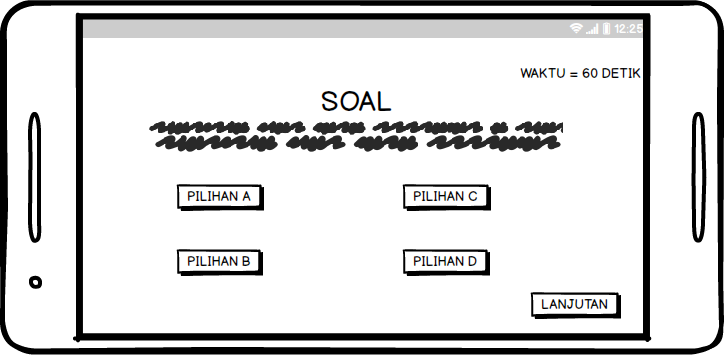 12:25
WAKTU = 60 DETIK
SOAL
PILIHAN A
PILIHAN C
PILIHAN B
PILIHAN D
LANJUTAN